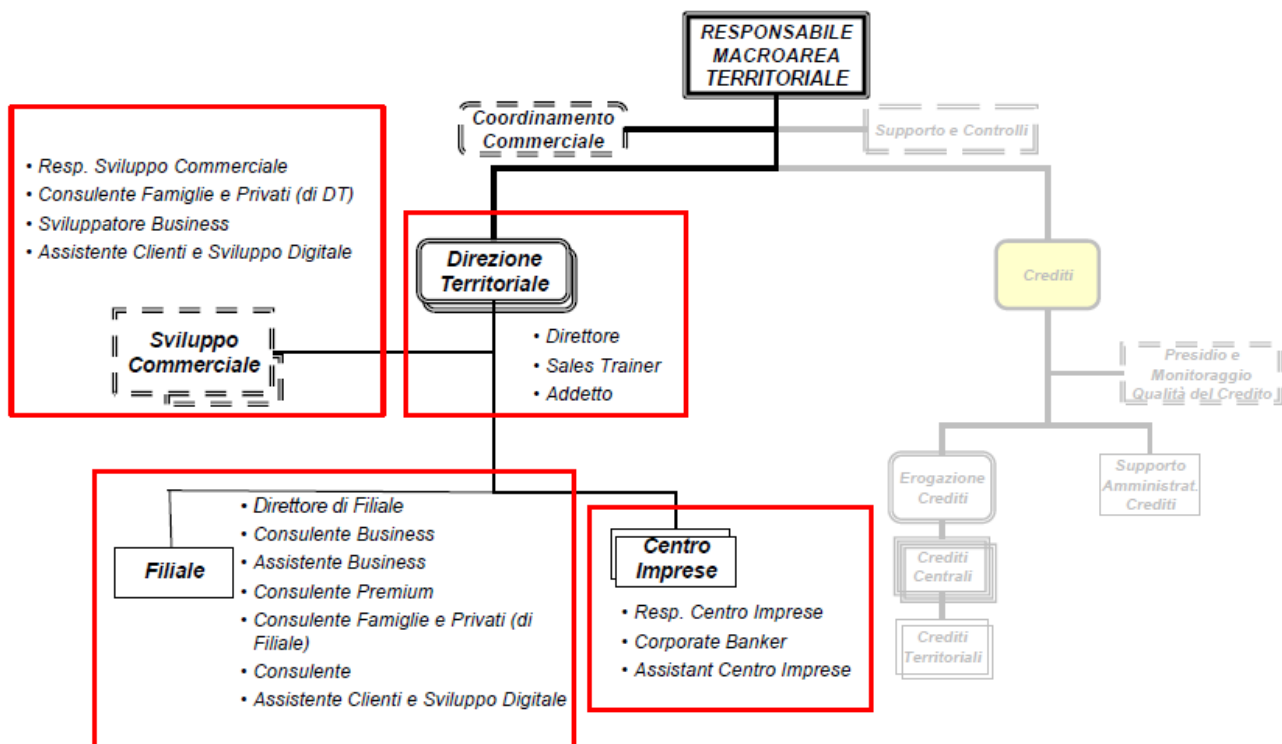 RESPONSABILE
MACROAREA
TERRITORIALE
Coordinamento
Commerciale
Supporto e Controlli
• Resp. Sviluppo Commerciale
• Consulente Famiglie e Privati (di DT)
• Sviluppatore Business
• Assistente Clienti e Sviluppo Digitale
Sviluppo
Commerciale
Direzione
Territoriale
• Direttore
• Sales Trainer
• Addetto
Crediti
Presidio e
Monitoraggio
Qualità del Credito
Erogazione
Crediti
Supporto
Amministrat.
Crediti
Crediti
Centrali
Crediti
Territoriali
Filiale
• Direttore di Filiale
• Consulente Business
• Assistente Business
• Consulente Premium
• Consulente Famiglie e Privati (di
Filiale)
• Consulente
• Assistente Clienti e Sviluppo Digitale
Centro
Imprese
• Resp. Centro Imprese
• Corporate Banker
• Assistant Centro Imprese